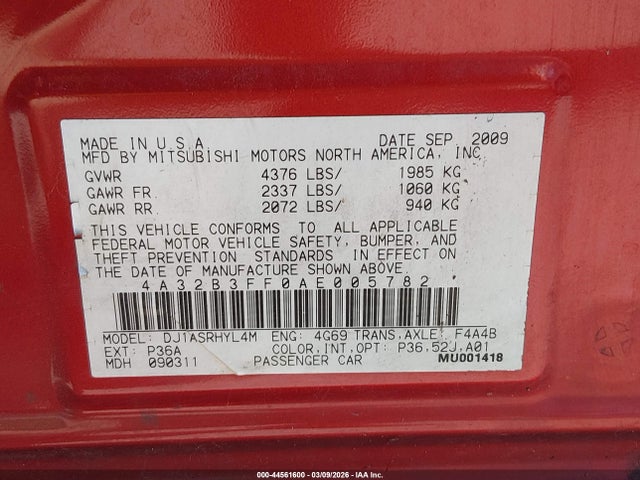 MADE IN U.S.A. DATE SEP 2009
MFD BY MITSUBISHI MOTORS NORTH AMERICA, INC
GVWR 4376 LBS/ 1985 KG
GAWR FR 2337 LBS/ 1060 KG
GAWR RR 2072 LBS/ 940 KG
THIS VEHICLE CONFORMS TO ALL APPLICABLE
FEDERAL MOTOR VEHICLE SAFETY, BUMPER, AND
THEFT PREVENTION STANDARDS IN EFFECT ON
THE DATE OF MANUFACTURE SHOWN ABOVE.
4A32B3FF0AE005782
MODEL: DJ1ASRHYL4M ENG: 4G69 TRANS,AXLE: F4A4B
EXT: P36A COLOR,INT,OPT: P36,52J,A01
MDH 090311 PASSENGER CAR MU001418
000-44561600 - 03/09/2026 - IAA Inc.